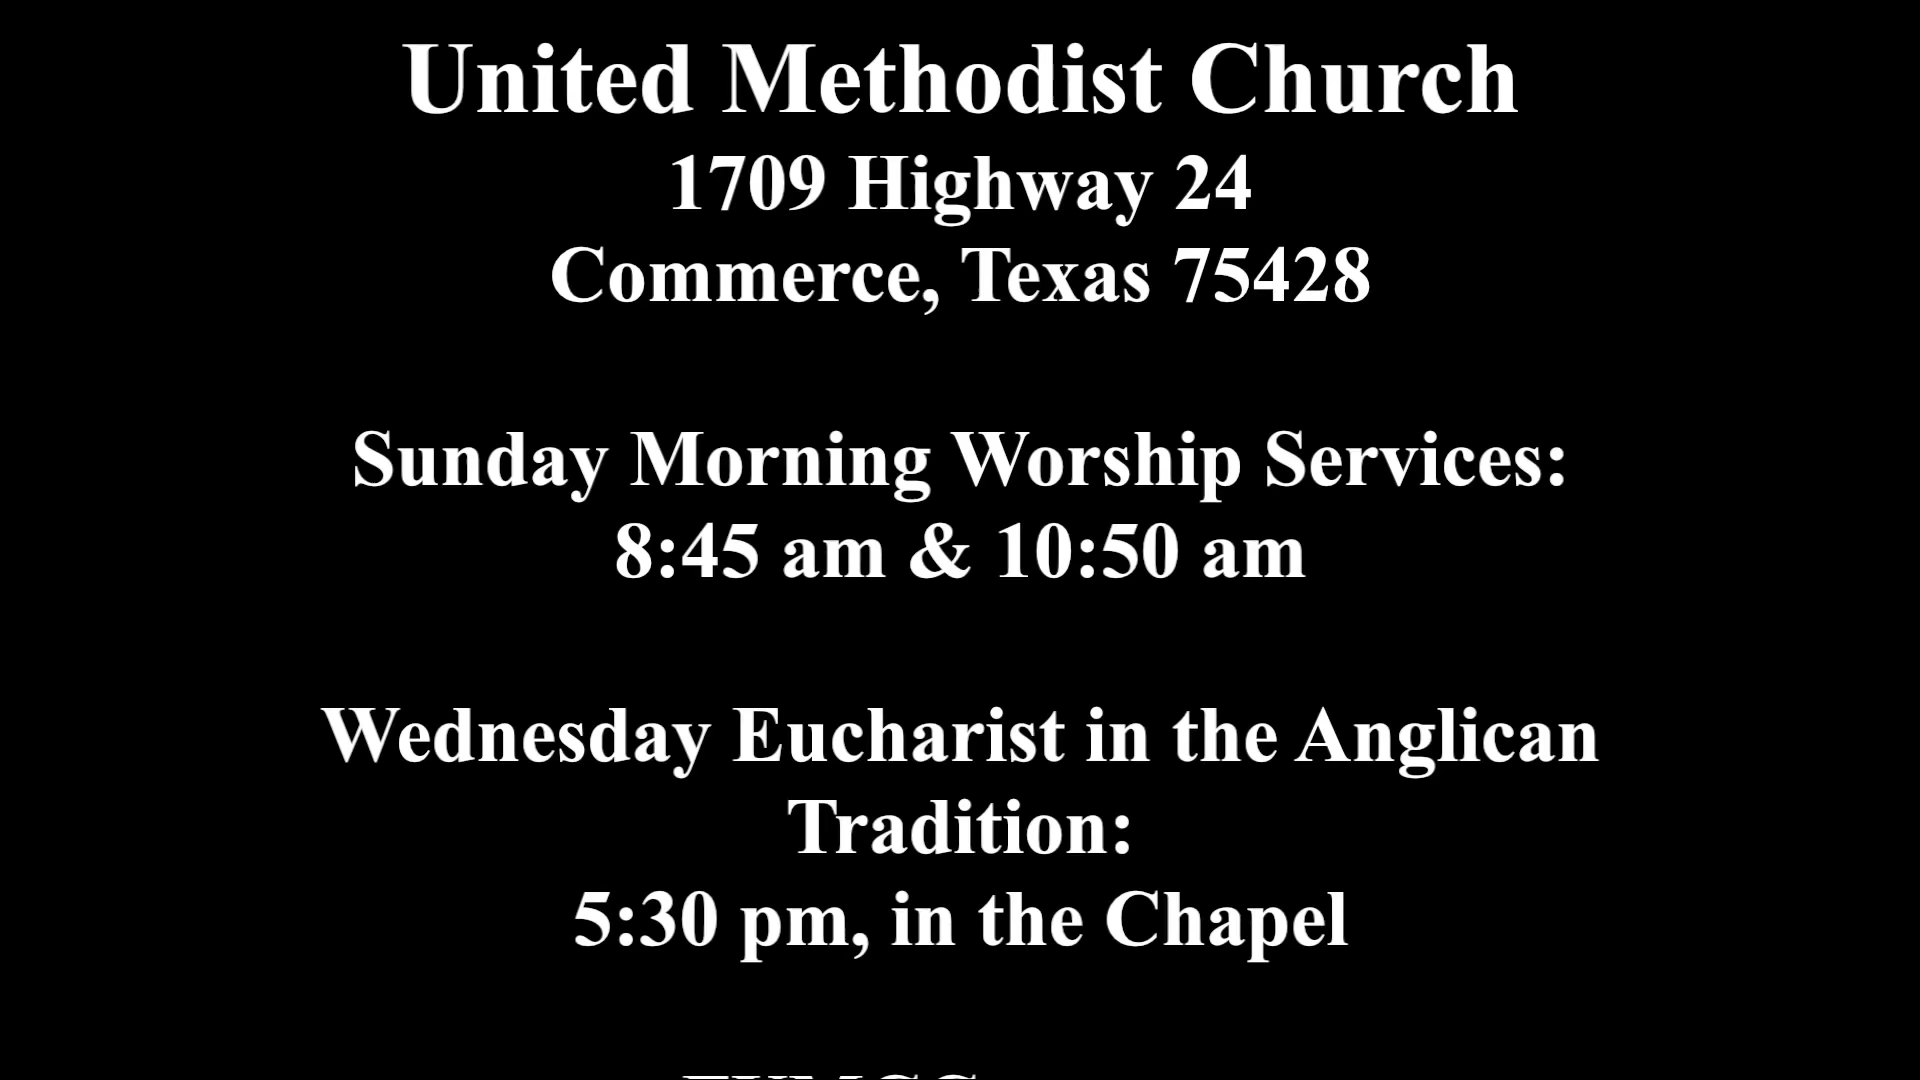 United Methodist Church
1709 Highway 24
Commerce, Texas 75428
Sunday Morning Worship Services:
8:45 am & 10:50 am
Wednesday Eucharist in the Anglican
Tradition:
5:30 pm, in the Chapel